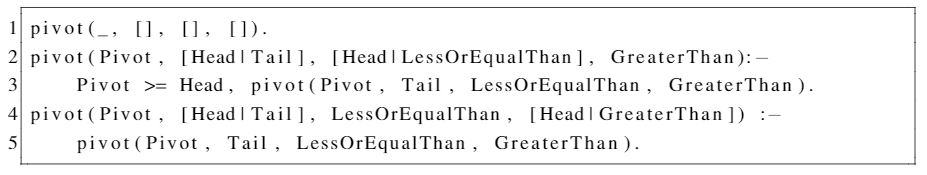 1 pivot(_, [], [], []).
2 pivot(Pivot, [Head|Tail], [Head|LessOrEqualThan], GreaterThan):-
3 Pivot >= Head, pivot(Pivot, Tail, LessOrEqualThan, GreaterThan).
4 pivot(Pivot, [Head|Tail], LessOrEqualThan, [Head|GreaterThan]) :-
5 pivot(Pivot, Tail, LessOrEqualThan, GreaterThan).